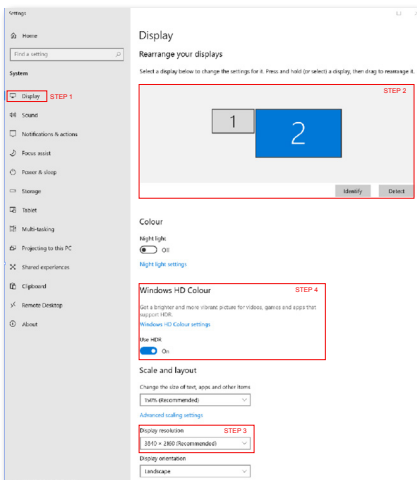 Settings
Home
Find a setting
System
Display
STEP 1
Sound
Notifications & actions
Focus assist
Power & sleep
Storage
Tablet
Multi-tasking
Projecting to this PC
Shared experiences
Clipboard
Remote Desktop
About
Display
Rearrange your displays
Select a display below to change the settings for it. Press and hold (or select) a display, then drag to rearrange it.
STEP 2
1
2
Identify
Detect
Colour
Night light
Off
Night light settings
Windows HD Colour
STEP 4
Get a brighter and more vibrant picture for videos, games and apps that
support HDR.
Windows HD Colour settings
Use HDR
On
Scale and layout
Change the size of text, apps and other items
150% (Recommended)
Advanced scaling settings
Display resolution
STEP 3
3840 × 2160 (Recommended)
Display orientation
Landscape